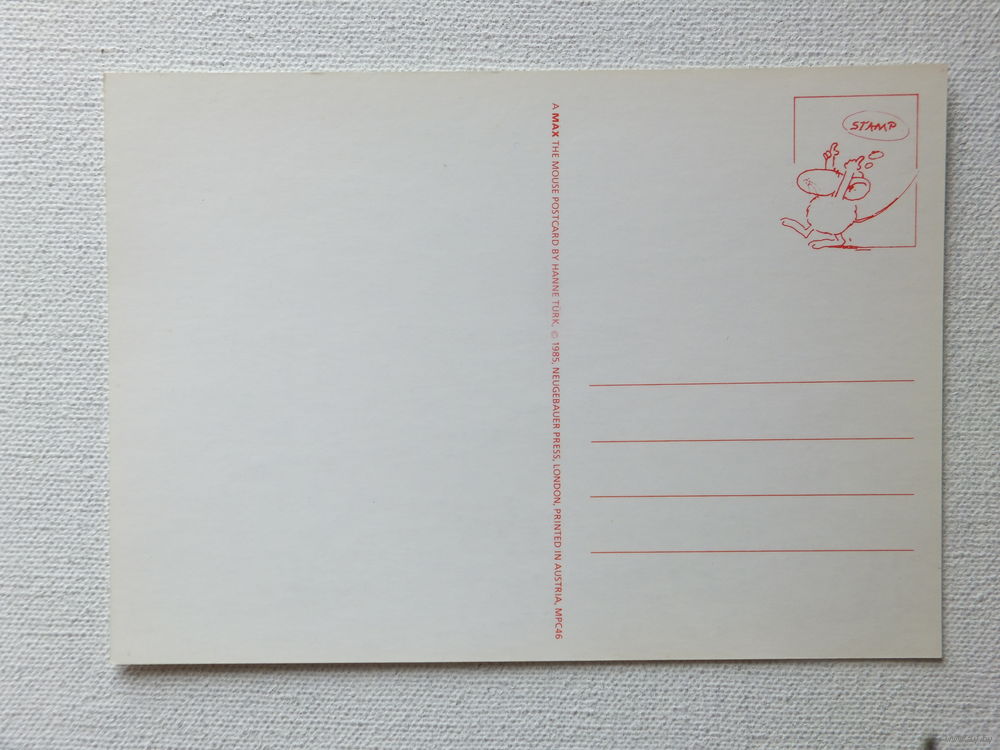 A MAX THE MOUSE POSTCARD BY HANNE TÜRK, © 1985, NEUGEBAUER PRESS, LONDON, PRINTED IN AUSTRIA, MPC46
STAMP